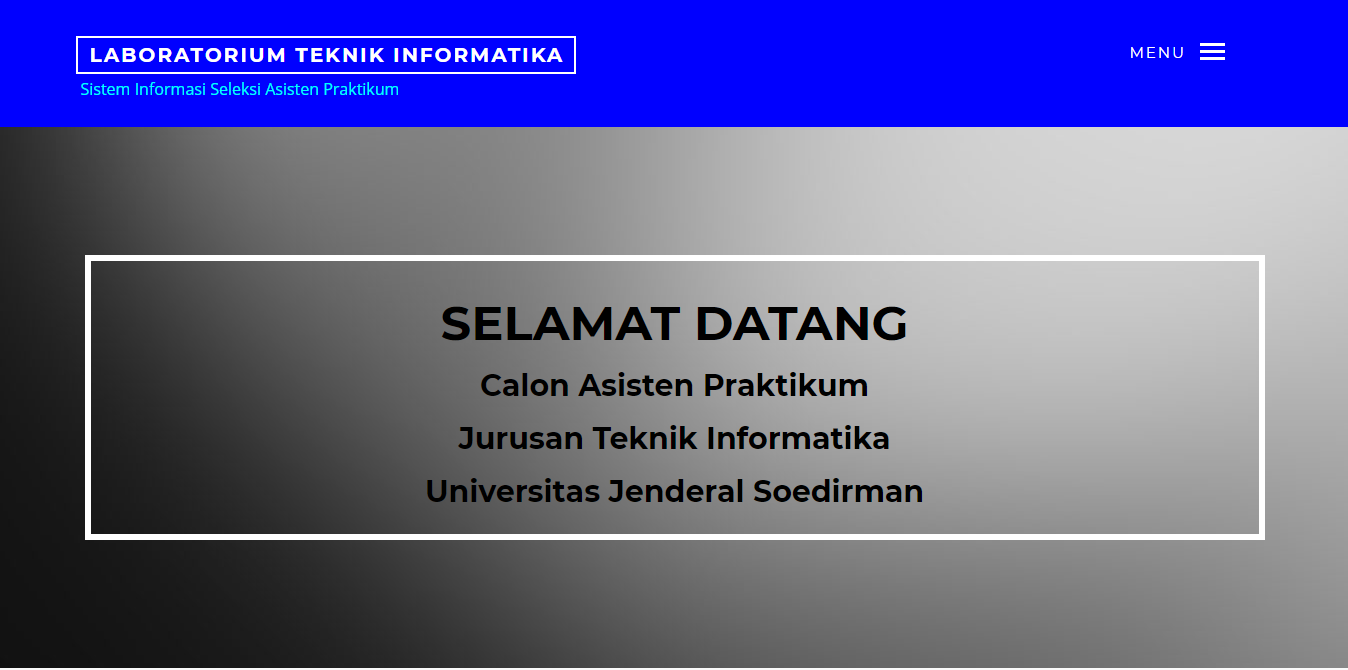 LABORATORIUM TEKNIK INFORMATIKA
MENU
Sistem Informasi Seleksi Asisten Praktikum
SELAMAT DATANG
Calon Asisten Praktikum
Jurusan Teknik Informatika
Universitas Jenderal Soedirman